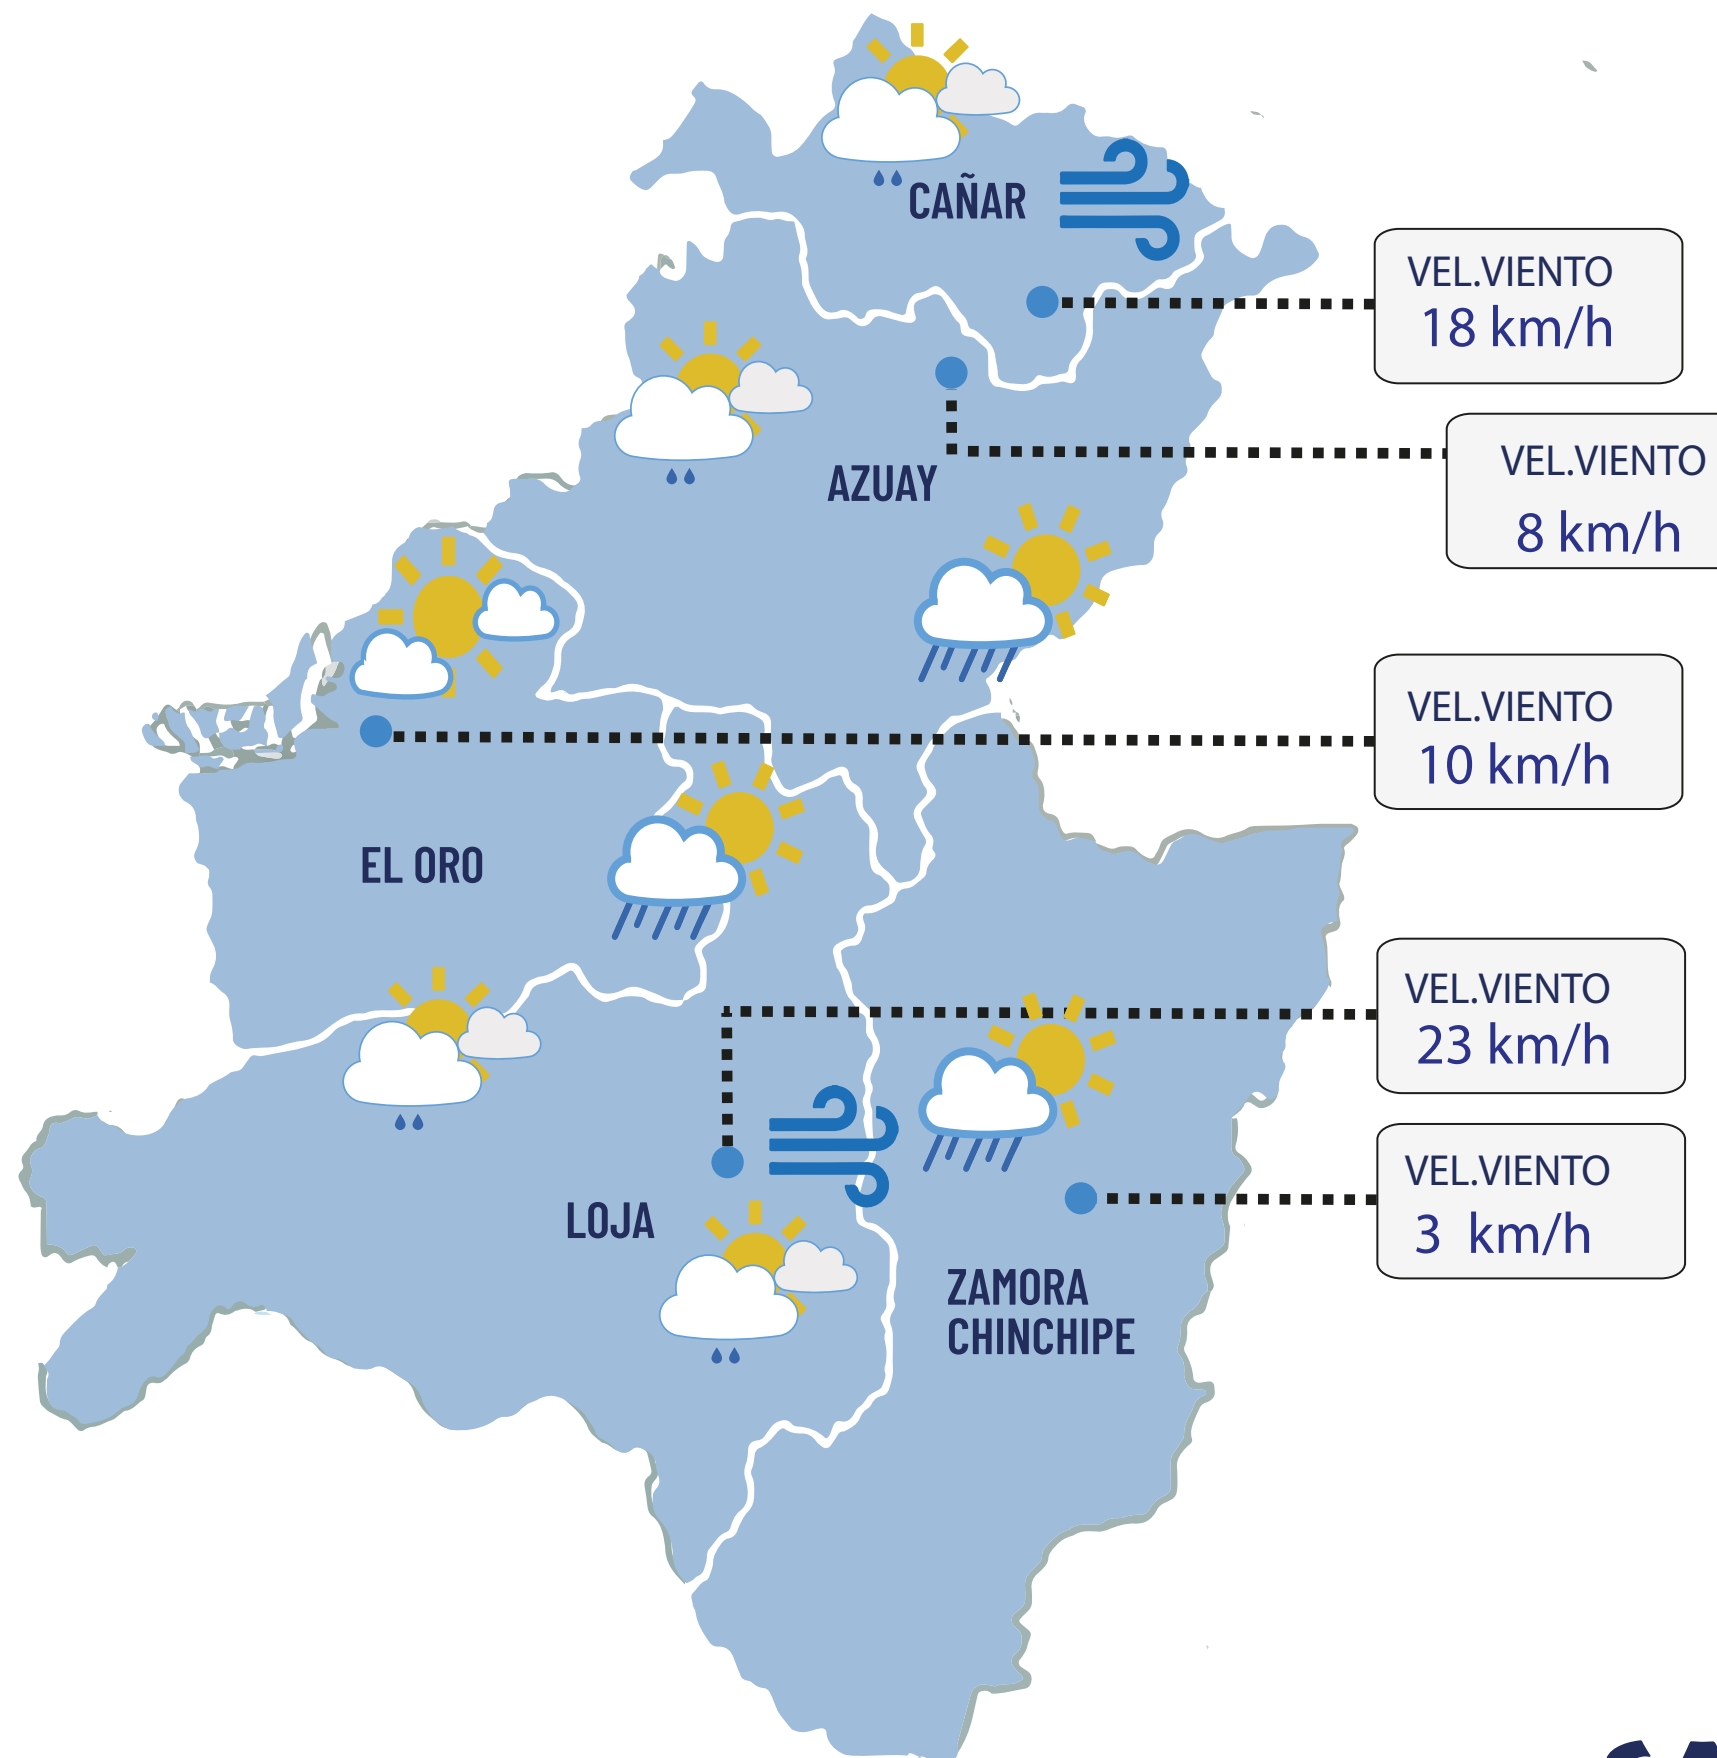 CAÑAR
VEL.VIENTO
18 km/h
VEL.VIENTO
8 km/h
AZUAY
VEL.VIENTO
10 km/h
EL ORO
VEL.VIENTO
23 km/h
VEL.VIENTO
3 km/h
LOJA
ZAMORA
CHINCHIPE